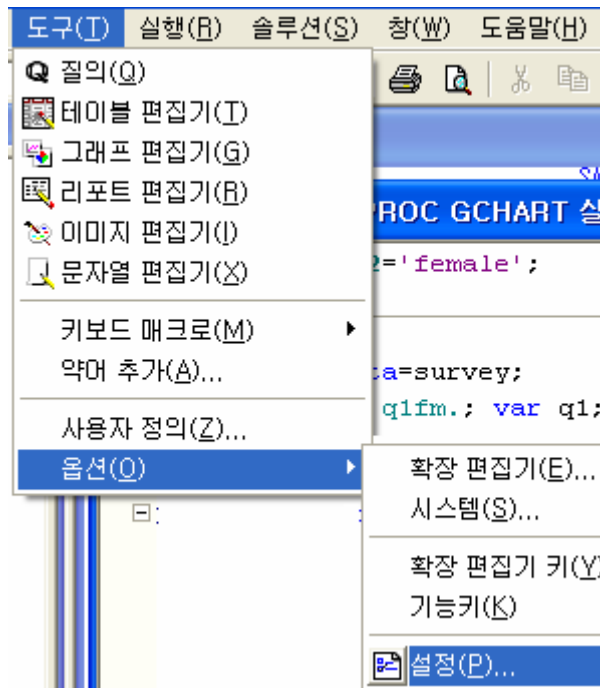 도구(T) 실행(R) 솔루션(S) 창(W) 도움말(H)
질의(Q)
테이블 편집기(T)
그래프 편집기(G)
리포트 편집기(R)
ROC GCHART 실
이미지 편집기(I)
='female';
문자열 편집기(X)
키보드 매크로(M)
약어 추가(A)...
ta=survey;
q1fm.; var q1;
사용자 정의(Z)...
옵션(O)
확장 편집기(E)...
시스템(S)...
확장 편집기 키(Y)
기능키(K)
설정(P)...